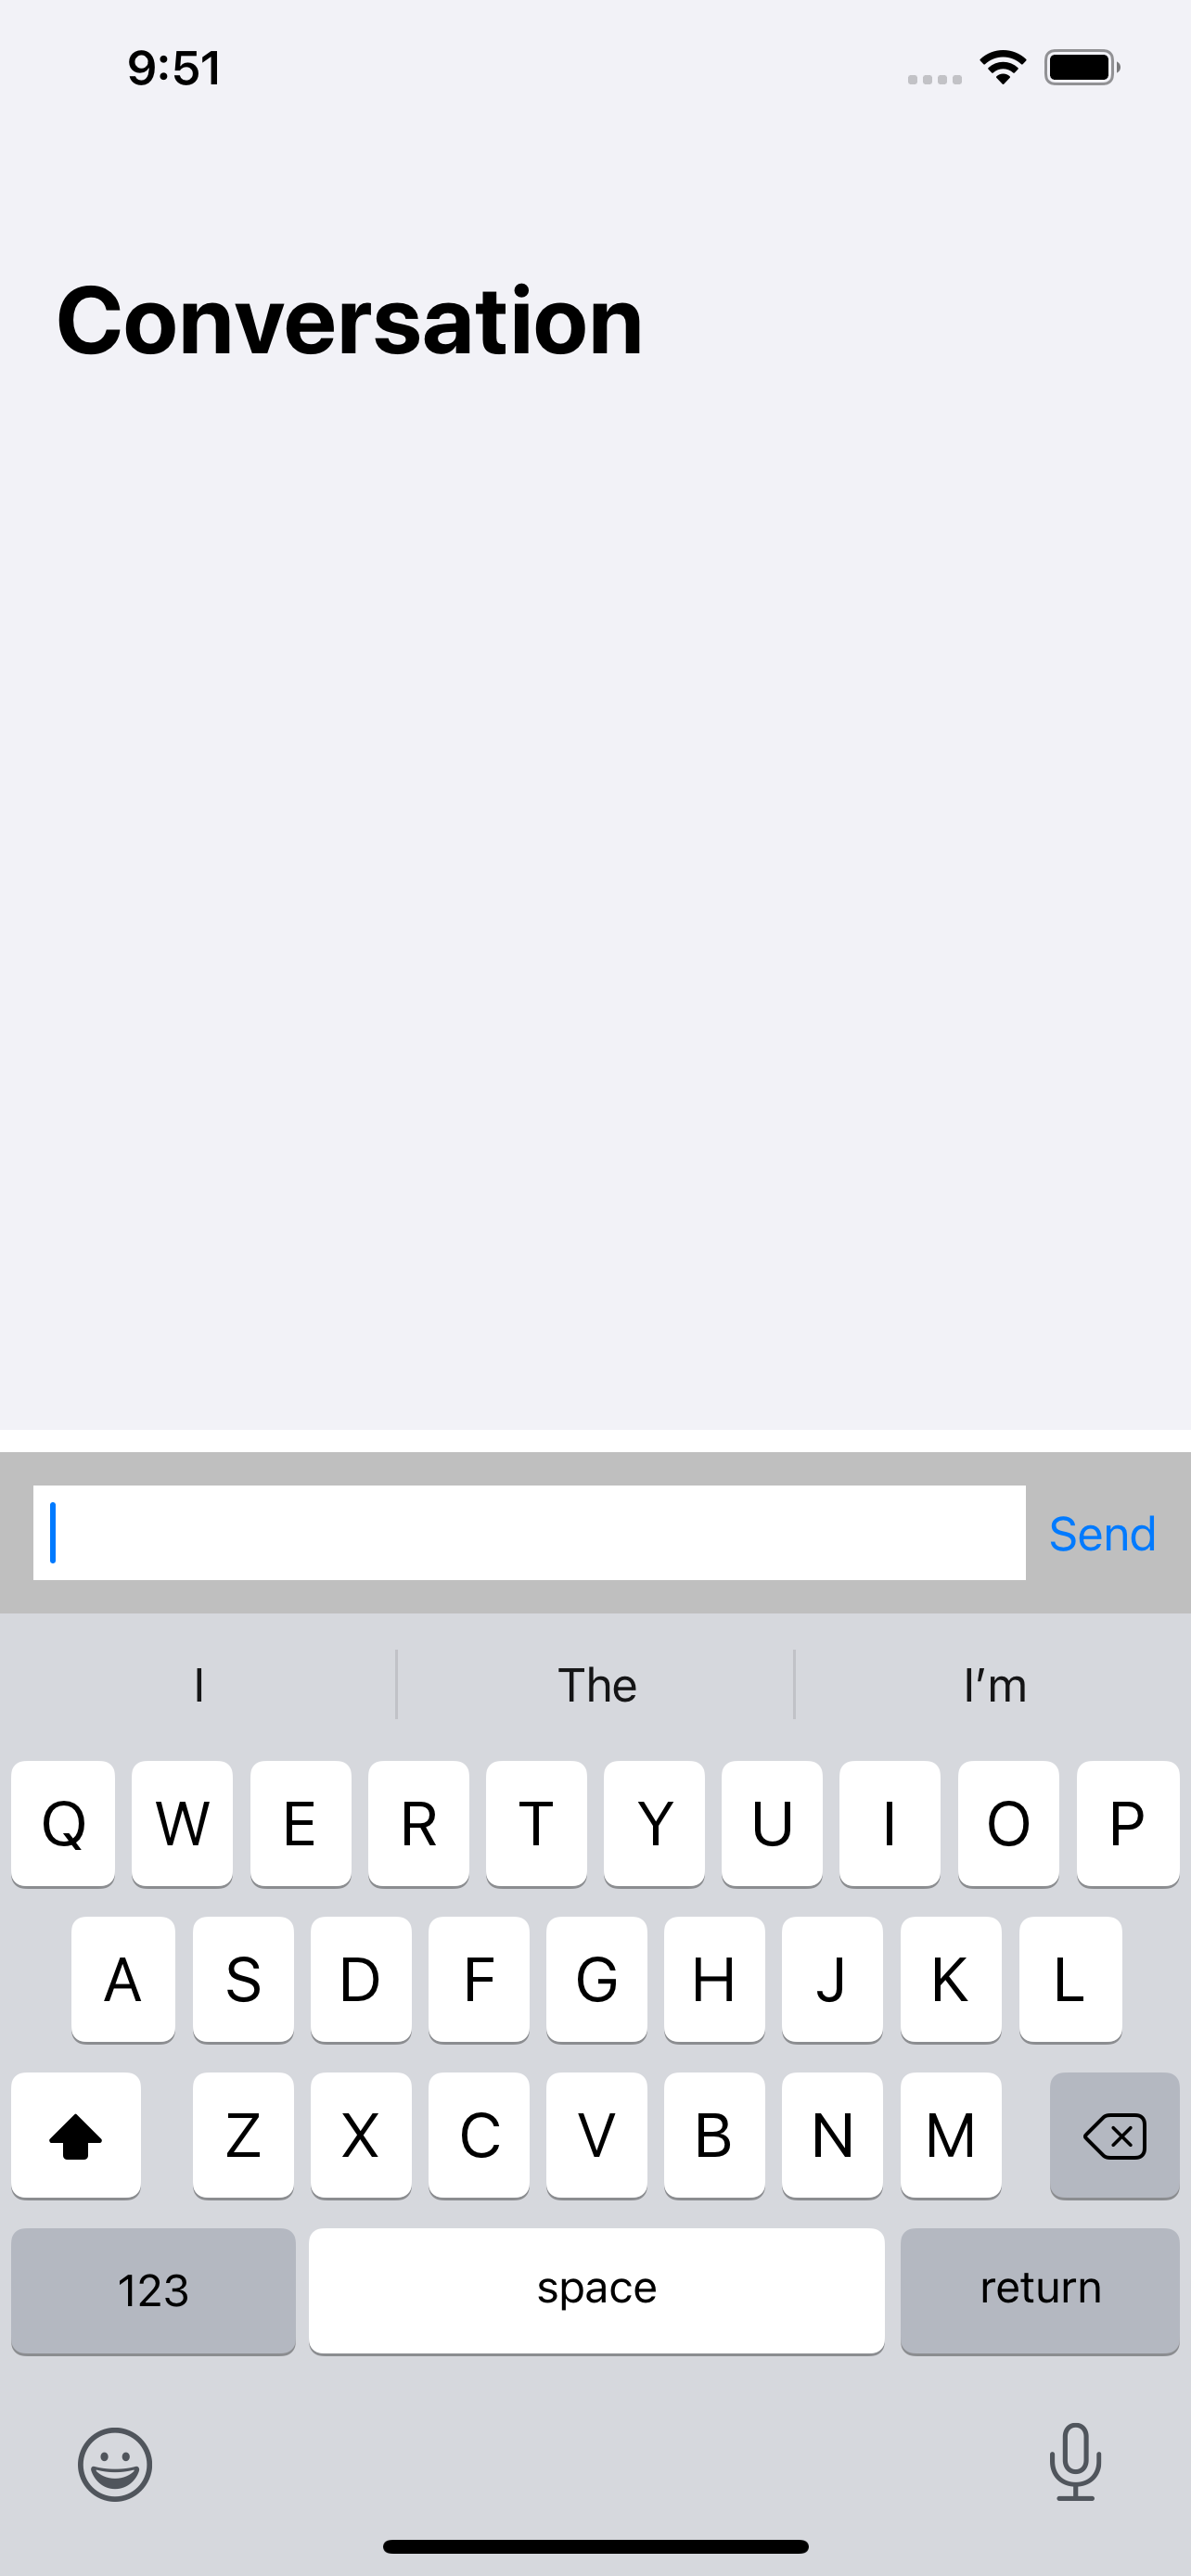 9:51
Conversation
Send
I The I’m
Q W E R T Y U I O P
A S D F G H J K L
Z X C V B N M
123 space return